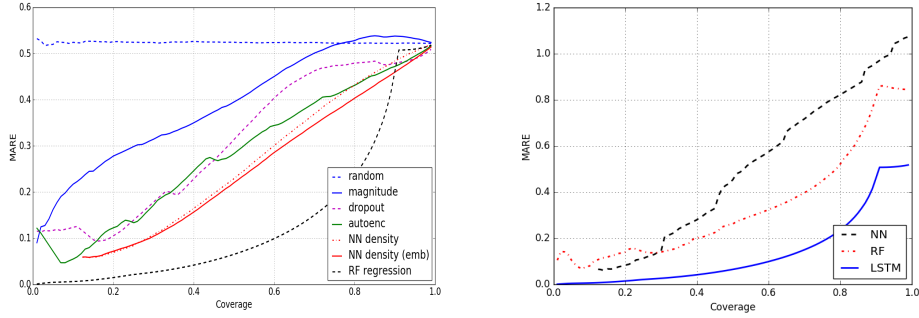 0.6
0.5
0.4
0.3
0.2
0.1
0.0
MARE
0.0 0.2 0.4 0.6 0.8 1.0
Coverage
random
magnitude
dropout
autoenc
NN density
NN density (emb)
RF regression
1.2
1.0
0.8
0.6
0.4
0.2
0.0
MARE
0.0 0.2 0.4 0.6 0.8 1.0
Coverage
NN
RF
LSTM